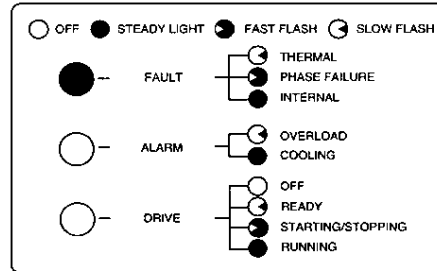 OFF STEADY LIGHT FAST FLASH SLOW FLASH
FAULT
THERMAL
PHASE FAILURE
INTERNAL
ALARM
OVERLOAD
COOLING
DRIVE
OFF
READY
STARTING/STOPPING
RUNNING